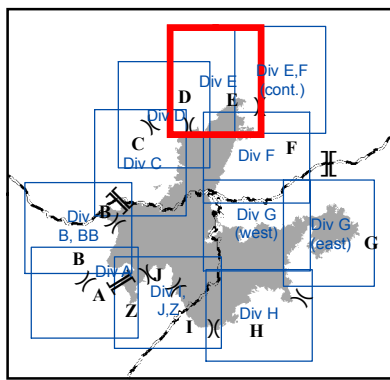 Div E
Div E,F
(cont.)
D
E
Div D
C
Div C
Div F
F
Div
B, BB
B
Div G
(west)
Div G
(east)
G
B
Div A
A
J
Z
Div I,
J,Z
I
Div H
H